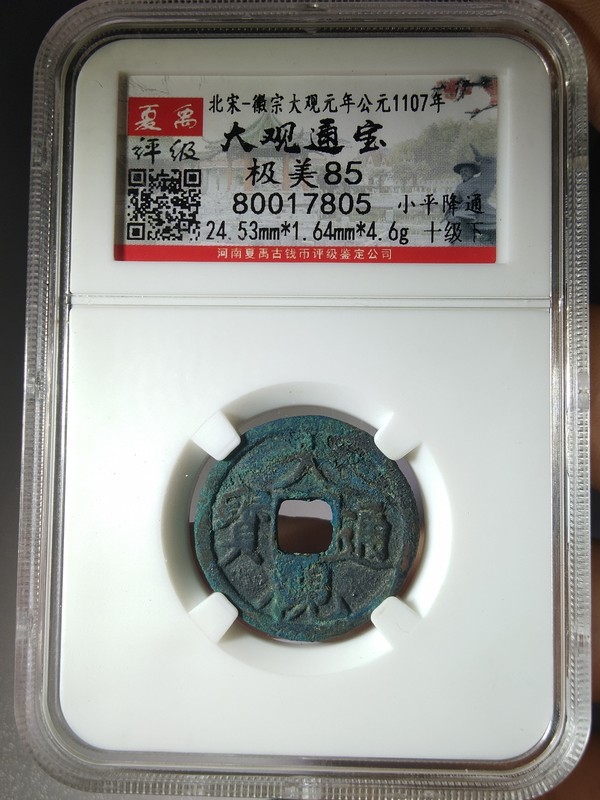 北宋-徽宗大观元年公元1107年
夏禹
评级
大观通宝
极美85
80017805 小平降通
24.53mm*1.64mm*4.6g 十级下
河南夏禹古钱币评级鉴定公司
大
觀
通
寶